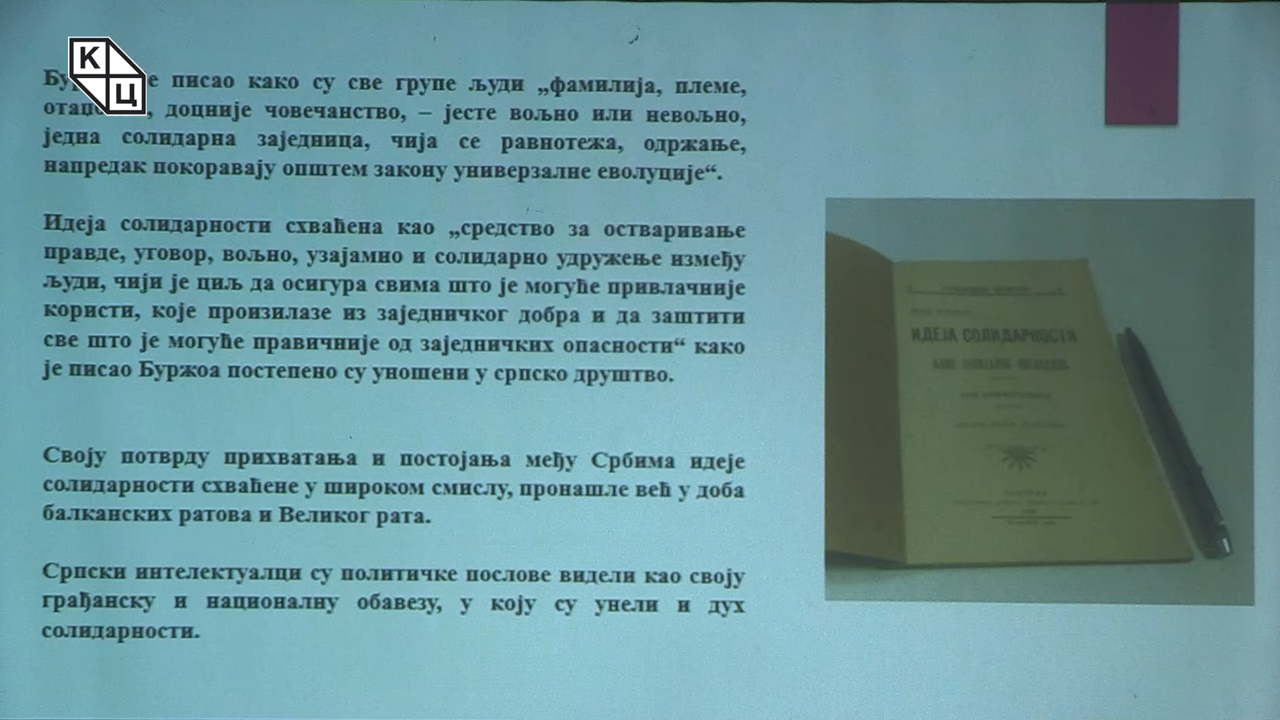 К
Ц
је писао како су све групе људи „фамилија, племе,
доцније човечанство, – јесте вољно или невољно,
једна солидарна заједница, чија се равнотежа, одржање,
напредак покоравају општем закону универзалне еволуције“.
Идеја солидарности схваћена као „средство за остваривање
правде, уговор, вољно, узајамно и солидарно удружење између
људи, чији је циљ да осигура свима што је могуће привлачније
користи, које произилазе из заједничког добра и да заштити
све што је могуће правичније од заједничких опасности“ како
је писао Буржоа постепено су уношени у српско друштво.
Своју потврду прихватања и постојања међу Србима идеје
солидарности схваћене у широком смислу, пронашле већ у доба
балканских ратова и Великог рата.
Српски интелектуалци су политичке послове видели као своју
грађанску и националну обавезу, у коју су унели и дух
солидарности.
ИДЕЈА СОЛИДАРНОСТИ